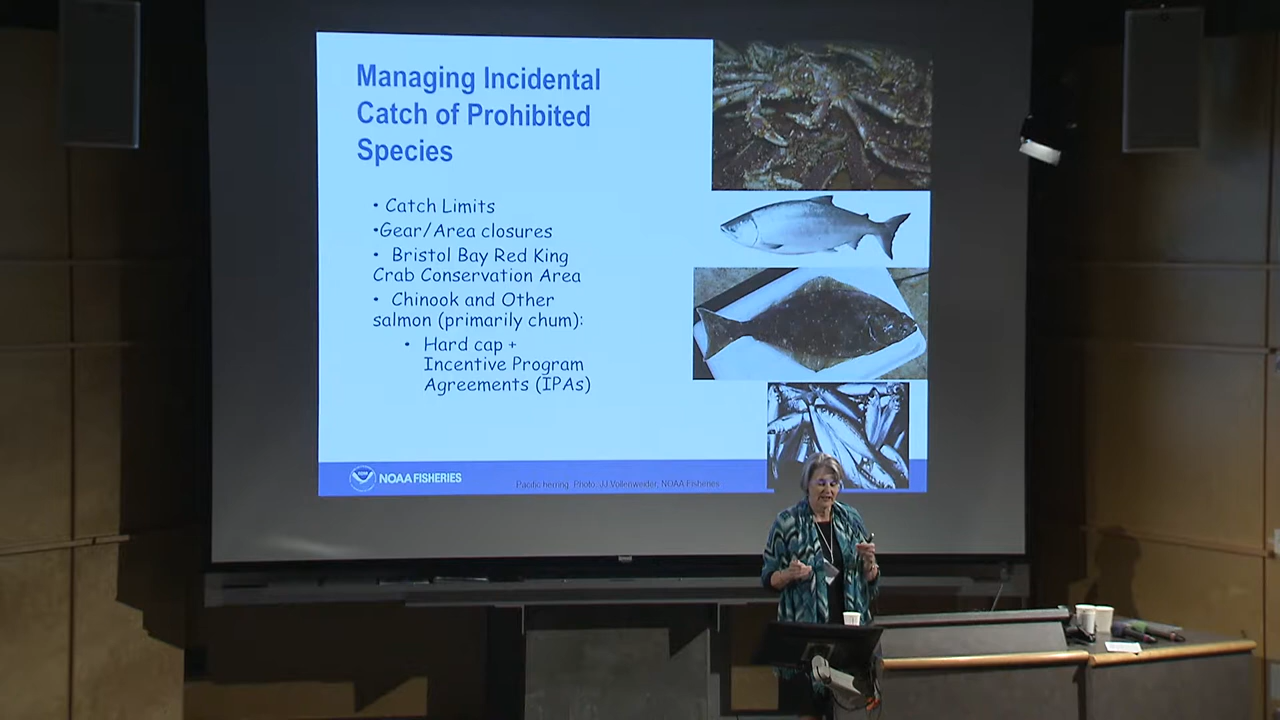 Managing Incidental
Catch of Prohibited
Species
• Catch Limits
•Gear/Area closures
• Bristol Bay Red King
Crab Conservation Area
• Chinook and Other
salmon (primarily chum):
• Hard cap +
Incentive Program
Agreements (IPAs)
NOAA FISHERIES
Pacific herring. Photo: JJ Vollenweider, NOAA Fisheries